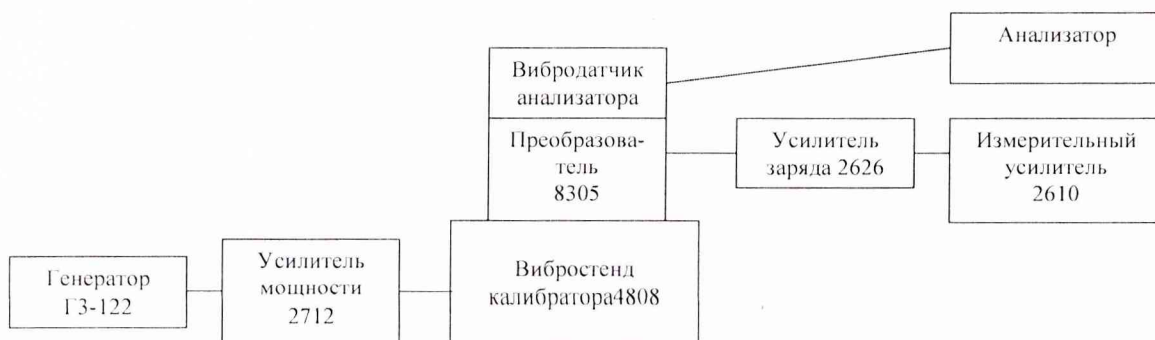 Анализатор
Вибродатчик
анализатора
Преобразова-
тель
8305
Усилитель
заряда 2626
Измерительный
усилитель
2610
Генератор
Г3-122
Усилитель
мощности
2712
Вибростенд
калибратора4808